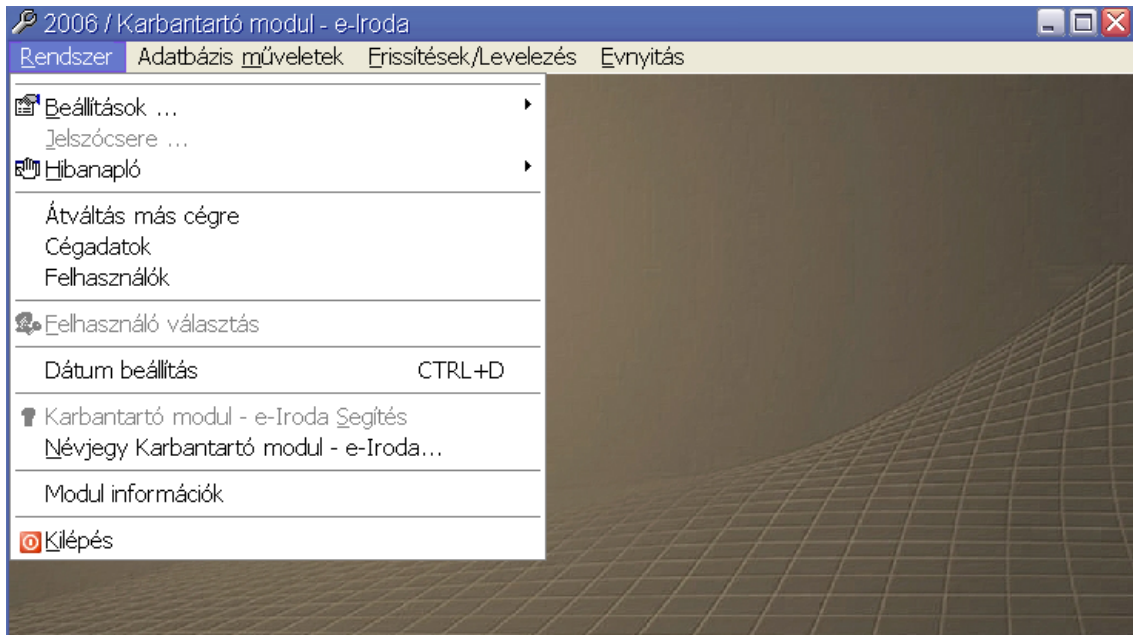 2006 / Karbantartó modul - e-Iroda
Rendszer Adatbázis műveletek Frissítések/Levelezés Evnyitás
Beállítások ...
Jelszócsere ...
Hibanapló
Átváltás más cégre
Cégadatok
Felhasználók
Felhasználó választás
Dátum beállítás CTRL+D
Karbantartó modul - e-Iroda Segítés
Névjegy Karbantartó modul - e-Iroda...
Modul információk
Kilépés